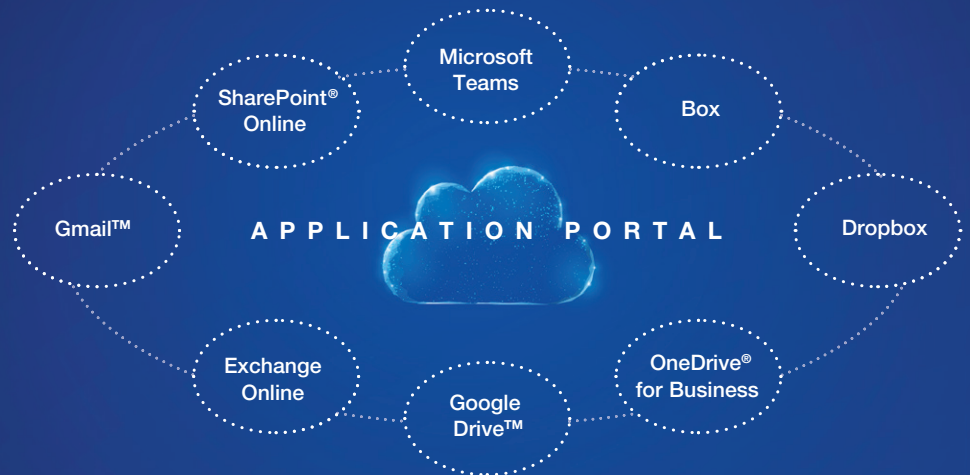 Microsoft
Teams
SharePoint®
Online
Box
Gmail™
APPLICATION PORTAL
Dropbox
Exchange
Online
OneDrive®
for Business
Google
Drive™